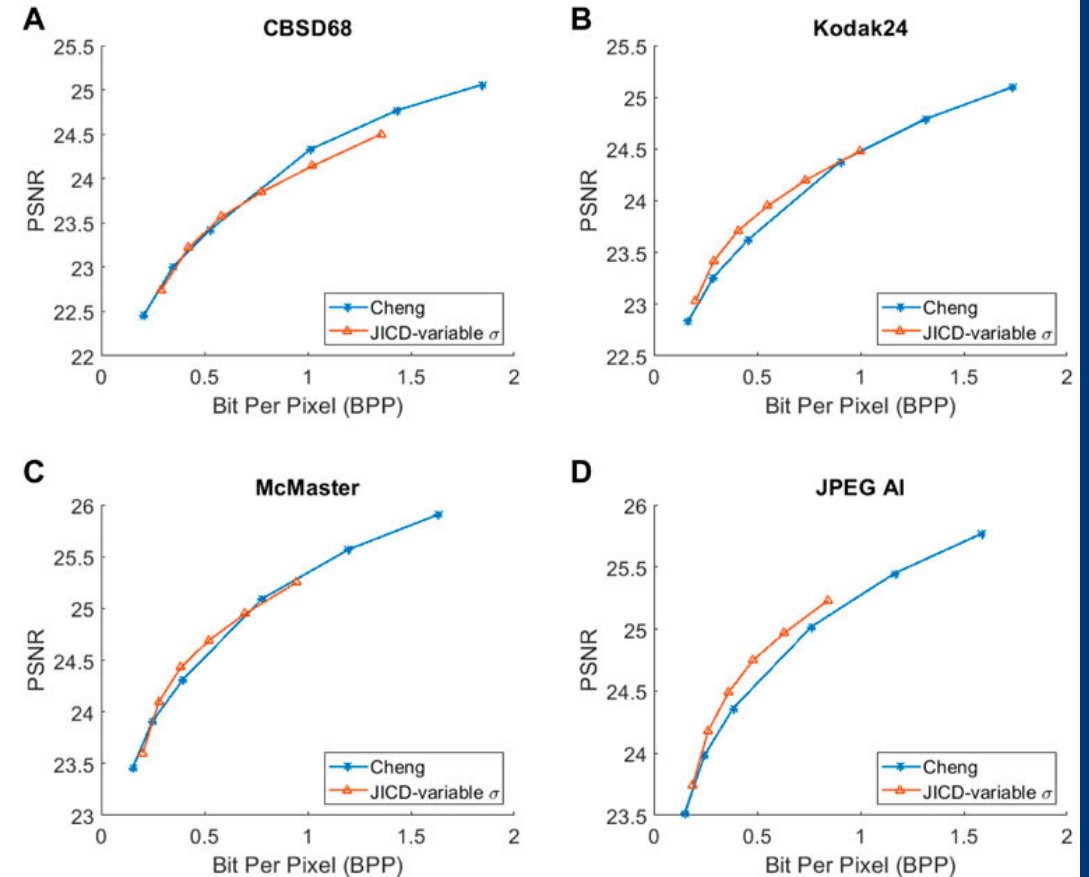 A
CBSD68
25.5
25
24.5
24
23.5
23
22.5
22
PSNR
Cheng
JICD-variable σ
0 0.5 1 1.5 2
Bit Per Pixel (BPP)
B
Kodak24
25.5
25
24.5
24
23.5
23
22.5
PSNR
Cheng
JICD-variable σ
0 0.5 1 1.5 2
Bit Per Pixel (BPP)
C
McMaster
26
25.5
25
24.5
24
23.5
23
PSNR
Cheng
JICD-variable σ
0 0.5 1 1.5 2
Bit Per Pixel (BPP)
D
JPEG AI
26
25.5
25
24.5
24
23.5
PSNR
Cheng
JICD-variable σ
0 0.5 1 1.5 2
Bit Per Pixel (BPP)